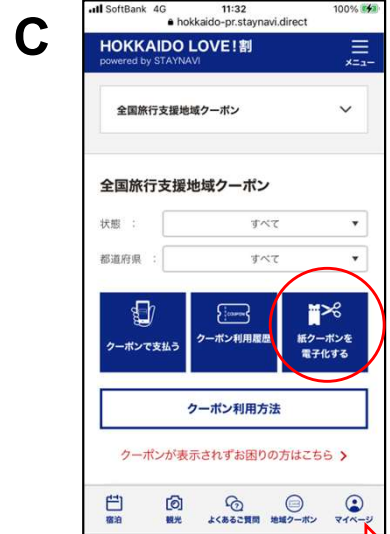 C
SoftBank 4G 11:32 100%
hokkaido-pr.staynavi.direct
HOKKAIDO LOVE!割
powered by STAYNAVI
メニュー
全国旅行支援地域クーポン
全国旅行支援地域クーポン
状態 : すべて
都道府県 : すべて
COUPON
クーポンで支払う
クーポン利用履歴
紙クーポンを
電子化する
クーポン利用方法
クーポンが表示されずお困りの方はこちら
宿泊 観光 よくあるご質問 地域クーポン マイページ